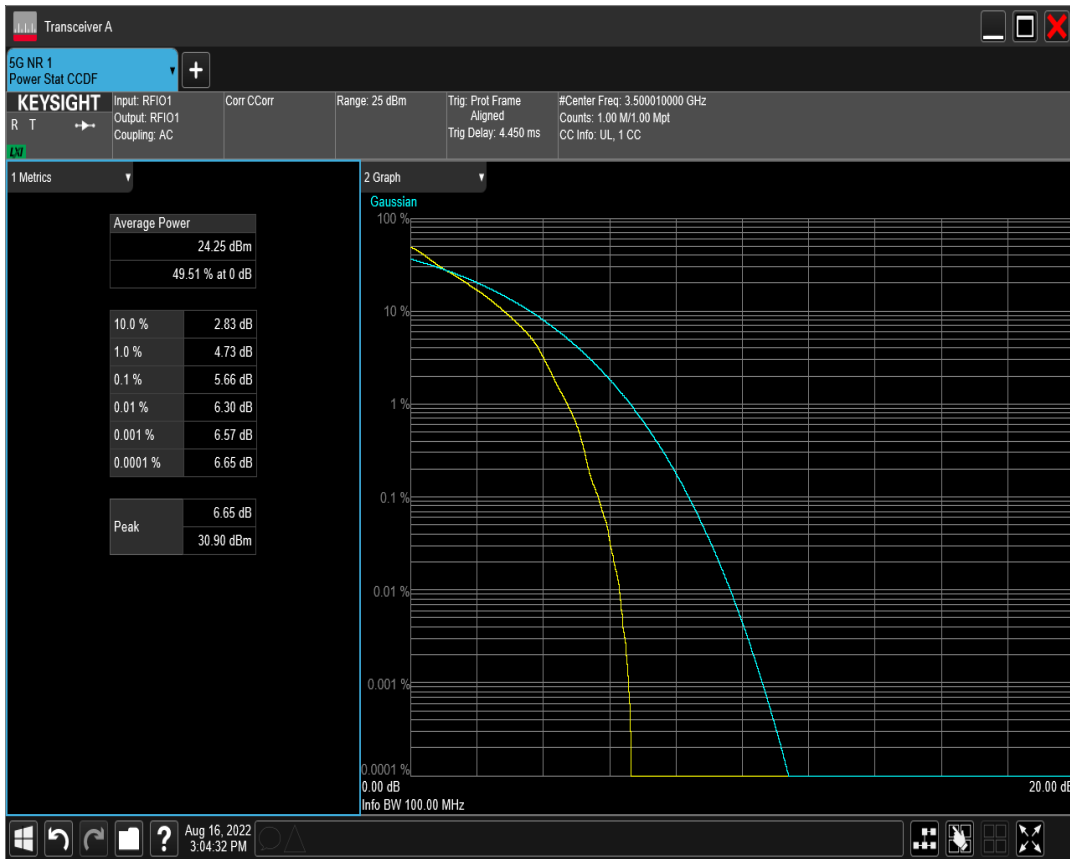 Transceiver A
5G NR 1
Power Stat CCDF
+
KEYSIGHT
R T
LXI
Input: RFIO1
Output: RFIO1
Coupling: AC
Corr CCorr
Range: 25 dBm
Trig: Prot Frame
Aligned
Trig Delay: 4.450 ms
#Center Freq: 3.500010000 GHz
Counts: 1.00 M/1.00 Mpt
CC Info: UL, 1 CC
1 Metrics
Average Power
24.25 dBm
49.51 % at 0 dB
10.0 % 2.83 dB
1.0 % 4.73 dB
0.1 % 5.66 dB
0.01 % 6.30 dB
0.001 % 6.57 dB
0.0001 % 6.65 dB
Peak
6.65 dB
30.90 dBm
2 Graph
Gaussian
100 %
10 %
1 %
0.1 %
0.01 %
0.001 %
0.0001 %
0.00 dB 20.00 dB
Info BW 100.00 MHz
?
Aug 16, 2022
3:04:32 PM